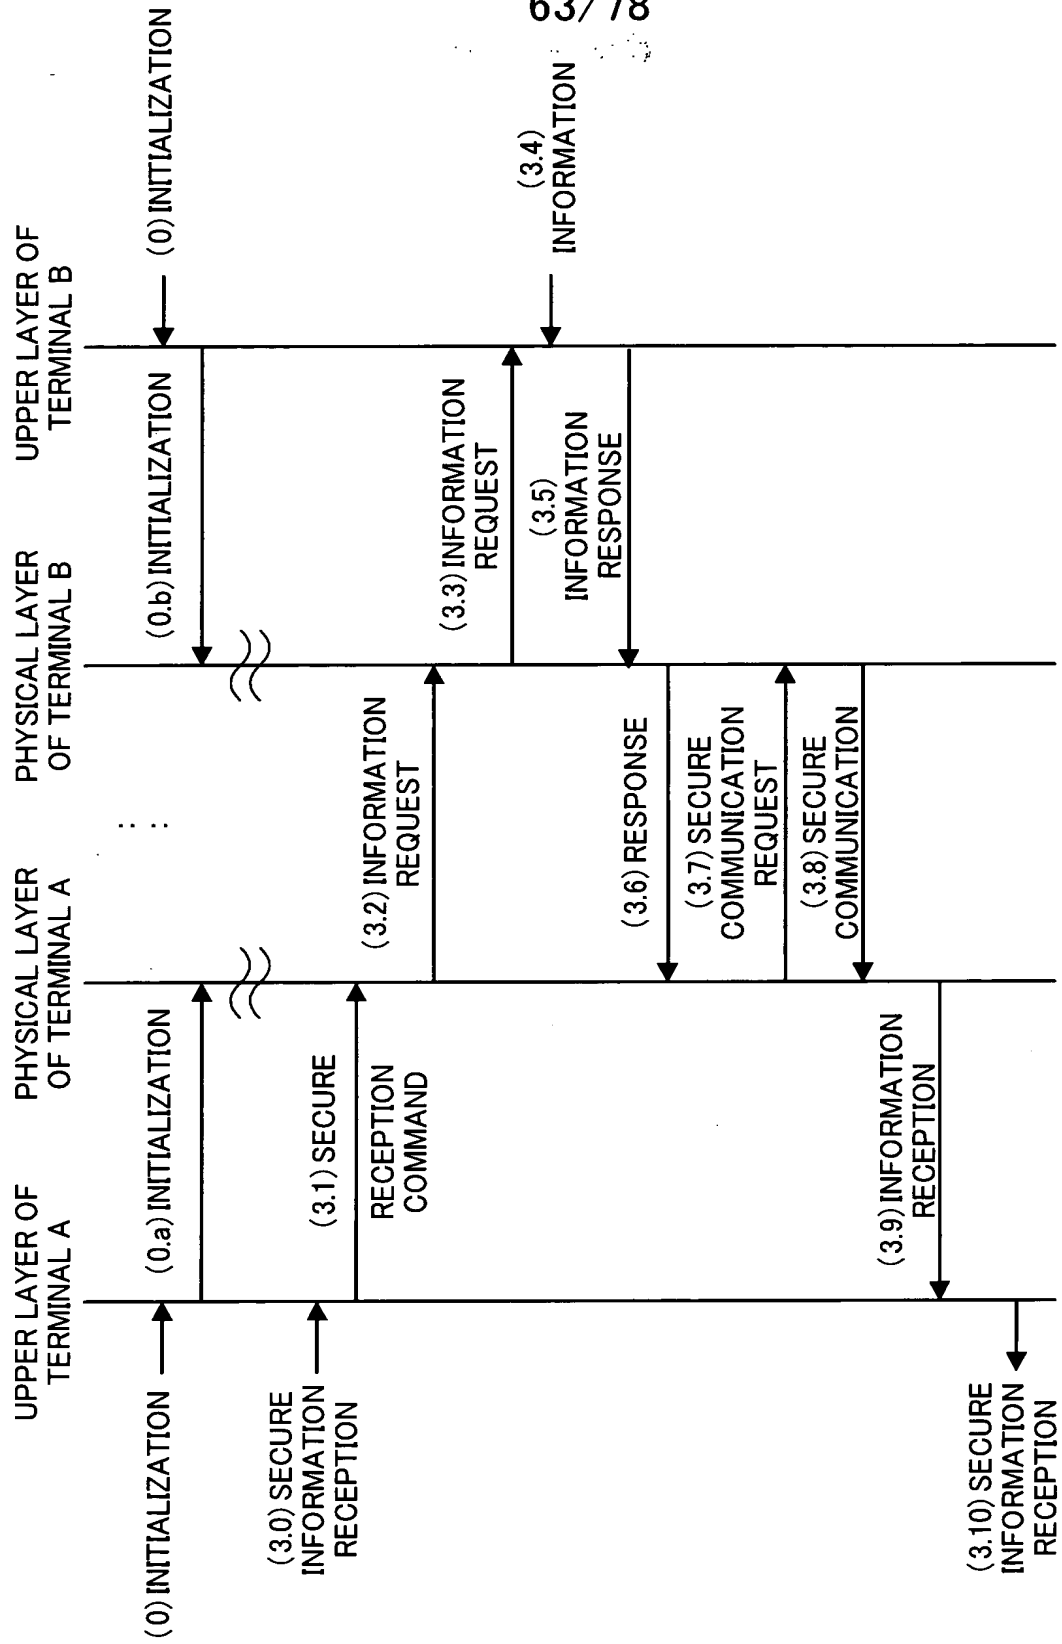 63/78
UPPER LAYER OF
TERMINAL A
PHYSICAL LAYER
OF TERMINAL A
PHYSICAL LAYER
OF TERMINAL B
UPPER LAYER OF
TERMINAL B
(0) INITIALIZATION
(0.a) INITIALIZATION
(0.b) INITIALIZATION
(0) INITIALIZATION
(3.0) SECURE
INFORMATION
RECEPTION
(3.1) SECURE
RECEPTION
COMMAND
(3.2) INFORMATION
REQUEST
(3.3) INFORMATION
REQUEST
(3.4)
INFORMATION
(3.5)
INFORMATION
RESPONSE
(3.6) RESPONSE
(3.7) SECURE
COMMUNICATION
REQUEST
(3.8) SECURE
COMMUNICATION
(3.9) INFORMATION
RECEPTION
(3.10) SECURE
INFORMATION
RECEPTION